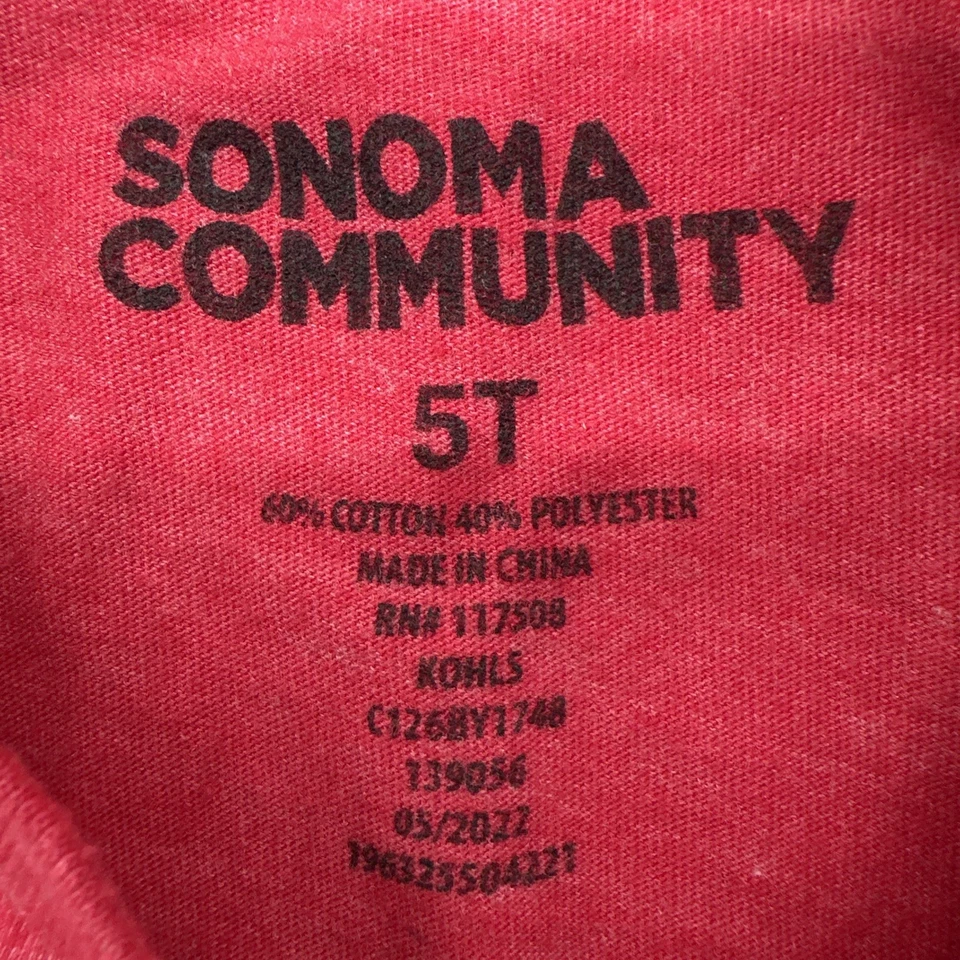 SONOMA
COMMUNITY
5T
60% COTTON 40% POLYESTER
MADE IN CHINA
RN# 117508
KOHLS
C126BY1748
139056
05/2022
196325504221